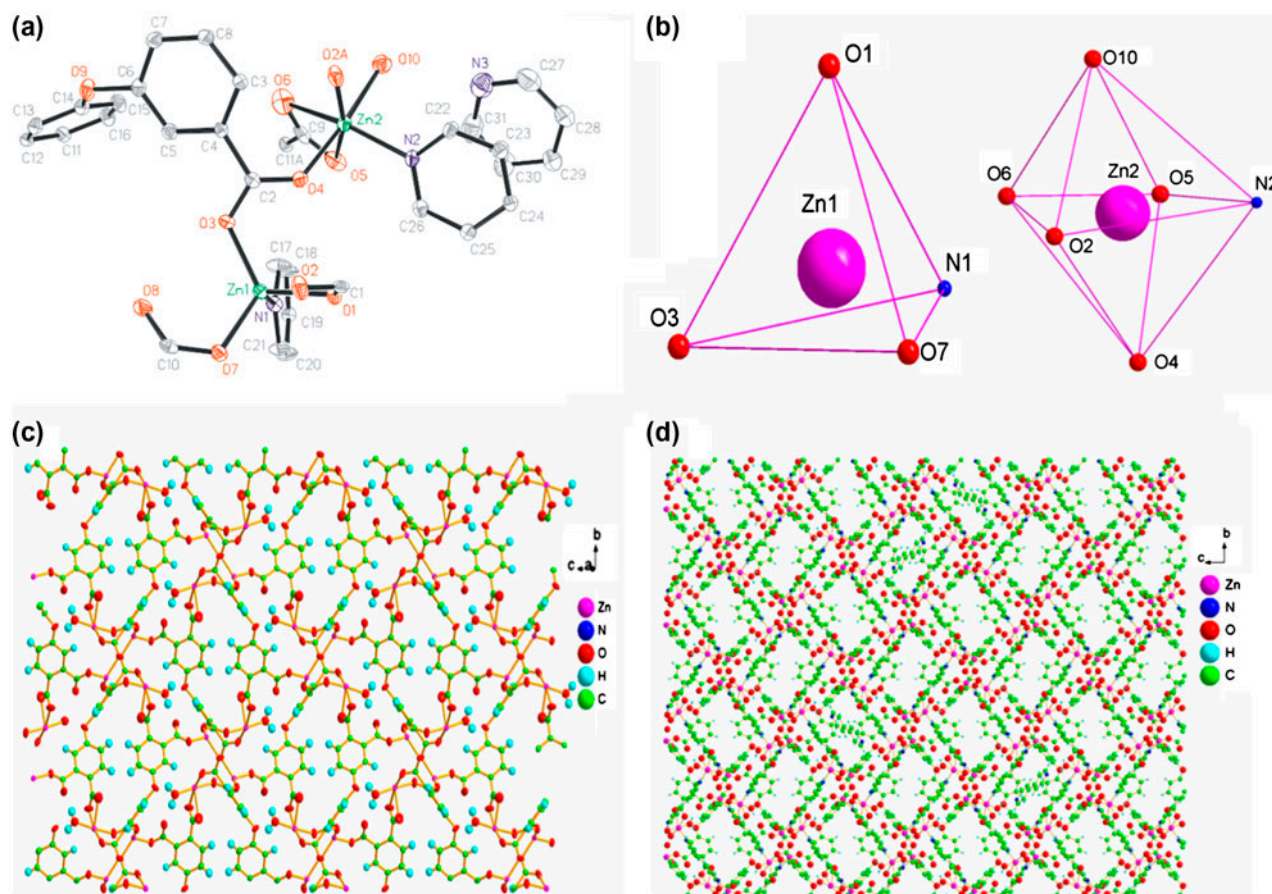 (a)
C7
C8
O9
C6
C3
C14
C13
C15
C16
C12
C11
C5
C4
O6
O2A
O10
C9
Zn2
C11A
O5
N2
N3
C27
C22
C31
C23
C28
C30
C29
C24
C26
C25
C2
O4
O3
C17
C18
O2
C1
Zn1
O1
N1
C19
C21
C20
O8
C10
O7
(b)
O1
Zn1
N1
O3
O7
O10
O6
Zn2
O5
N2
O2
O4
(c)
b
c a
Zn
N
O
H
C
(d)
b
c
Zn
N
O
H
C